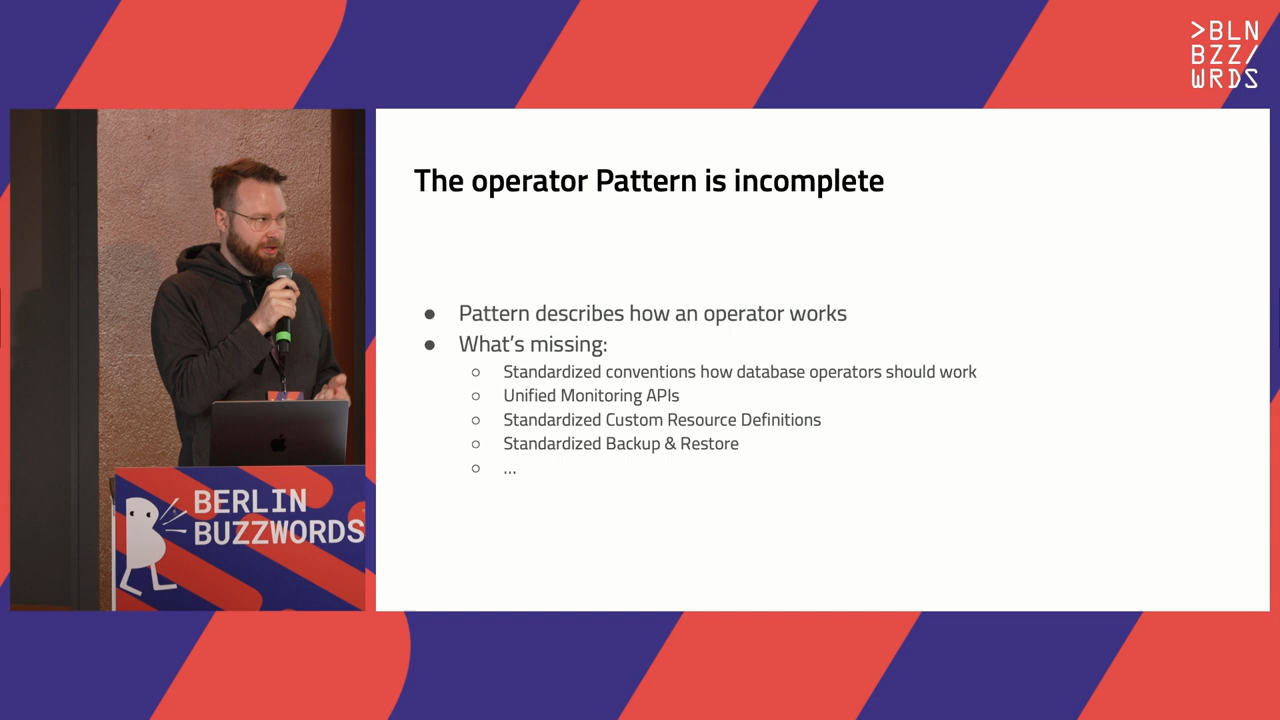 >BLN
BZZ/
WRDS
The operator Pattern is incomplete
● Pattern describes how an operator works
● What's missing:
○ Standardized conventions how database operators should work
○ Unified Monitoring APIs
○ Standardized Custom Resource Definitions
○ Standardized Backup & Restore
○ ...
BERLIN
BUZZWORDS